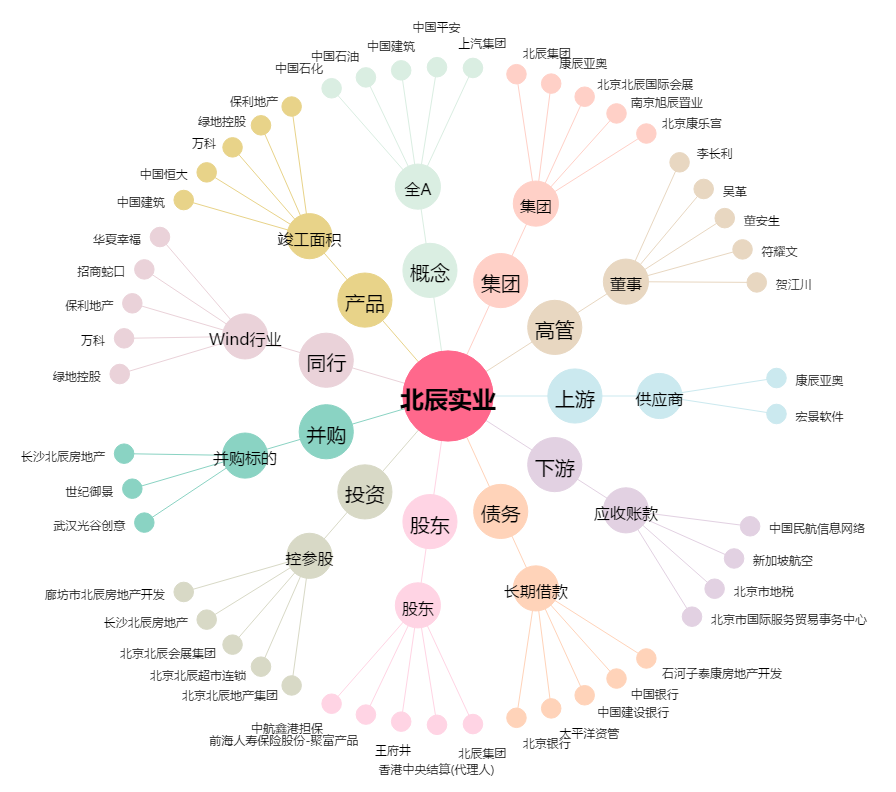 中国平安
上汽集团
中国建筑
中国石油
中国石化
北辰集团
康辰亚奥
北京北辰国际会展
南京旭辰置业
北京康乐宫
保利地产
绿地控股
万科
中国恒大
中国建筑
李长利
吴革
董安生
符耀文
贺江川
全A
集团
竣工面积
概念
集团
董事
产品
高管
华夏幸福
招商蛇口
保利地产
万科
绿地控股
Wind行业
同行
北辰实业
上游
供应商
康辰亚奥
宏景软件
并购
并购标的
长沙北辰房地产
世纪御景
武汉光谷创意
投资
下游
应收账款
中国民航信息网络
新加坡航空
北京市地税
北京市国际服务贸易事务中心
股东
债务
控参股
廊坊市北辰房地产开发
长沙北辰房地产
北京北辰会展集团
北京北辰超市连锁
北京北辰地产集团
股东
长期借款
石河子泰康房地产开发
中国银行
中国建设银行
太平洋资管
北京银行
中航鑫港担保
前海人寿保险股份-聚富产品
王府井
香港中央结算(代理人)
北辰集团